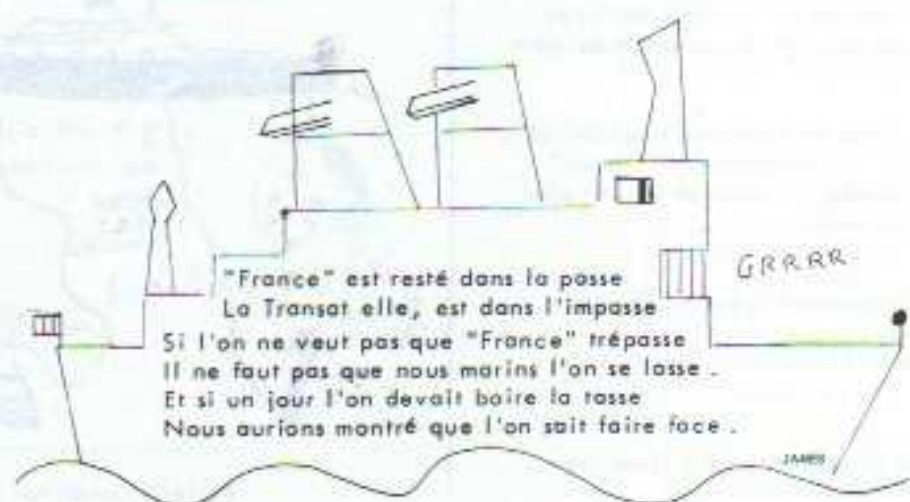 GRRRR
"France" est resté dans la passe
La Transat elle, est dans l'impasse
Si l'on ne veut pas que "France" trépasse
Il ne faut pas que nous marins l'on se lasse.
Et si un jour l'on devait boire la tasse
Nous aurions montré que l'on sait faire face.
JAMES